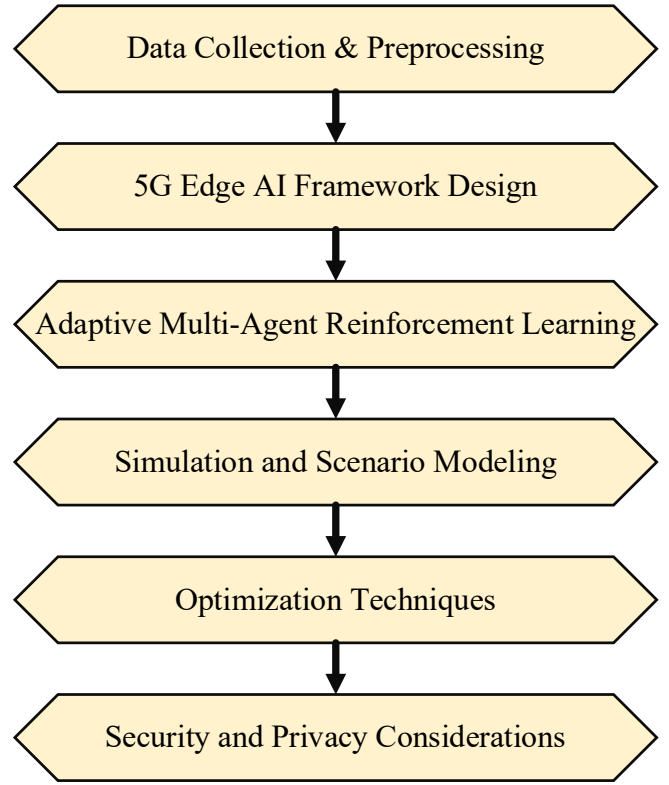 Data Collection & Preprocessing
5G Edge AI Framework Design
Adaptive Multi-Agent Reinforcement Learning
Simulation and Scenario Modeling
Optimization Techniques
Security and Privacy Considerations